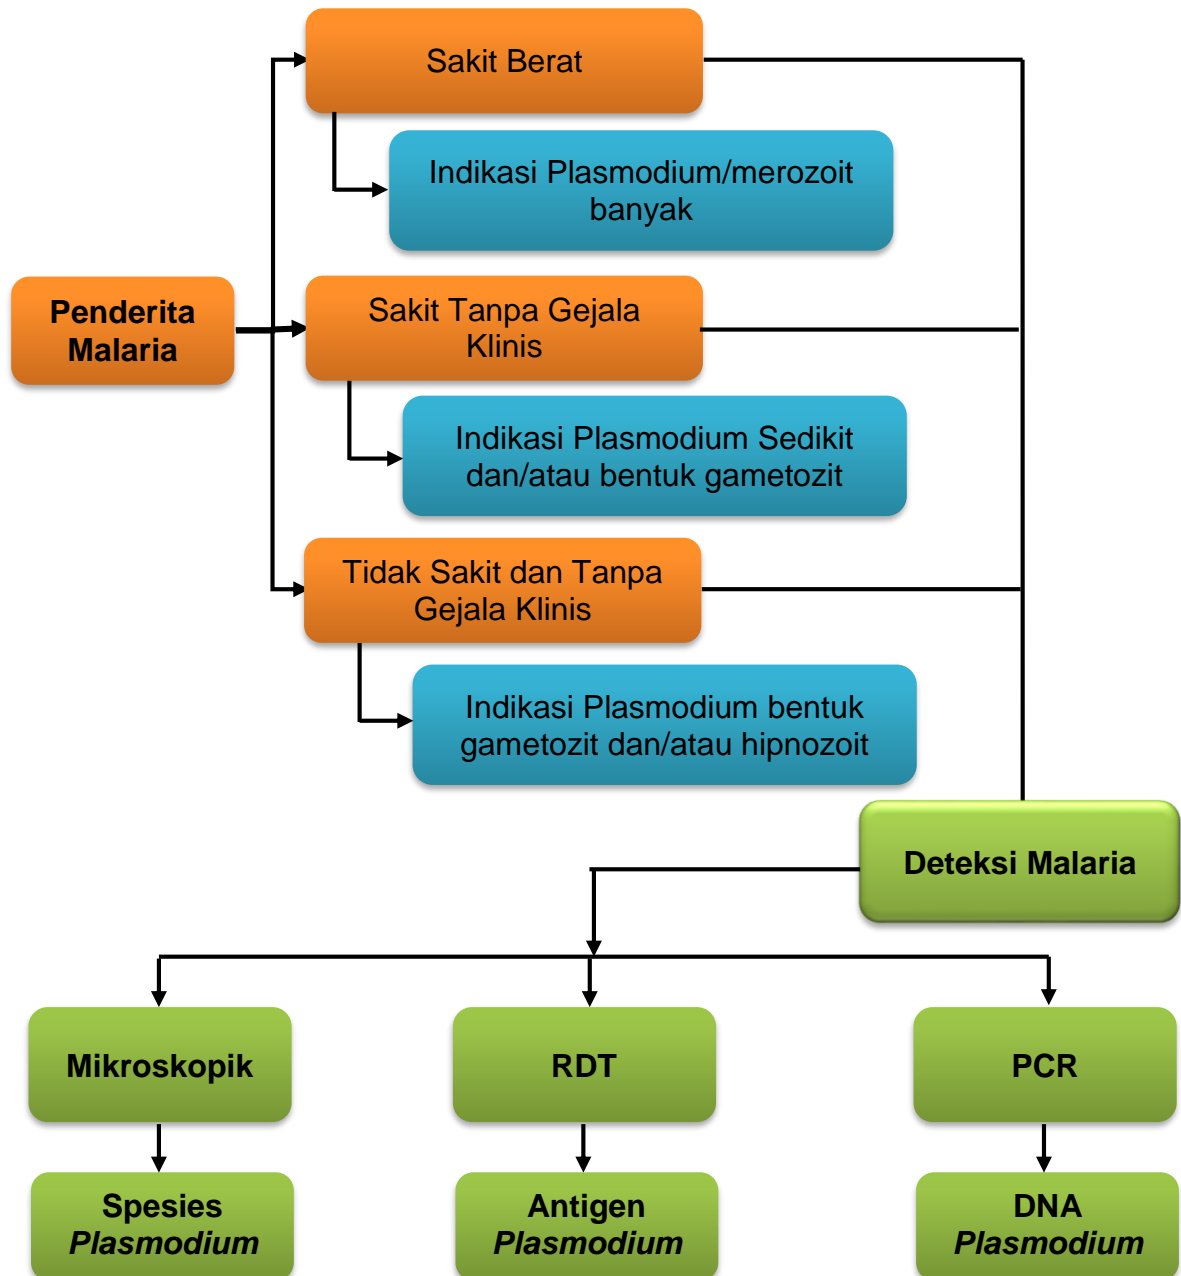 Sakit Berat
Indikasi Plasmodium/merozoit
banyak
Penderita
Malaria
Sakit Tanpa Gejala
Klinis
Indikasi Plasmodium Sedikit
dan/atau bentuk gametozit
Tidak Sakit dan Tanpa
Gejala Klinis
Indikasi Plasmodium bentuk
gametozit dan/atau hipnozoit
Deteksi Malaria
Mikroskopik
RDT
PCR
Spesies
Plasmodium
Antigen
Plasmodium
DNA
Plasmodium